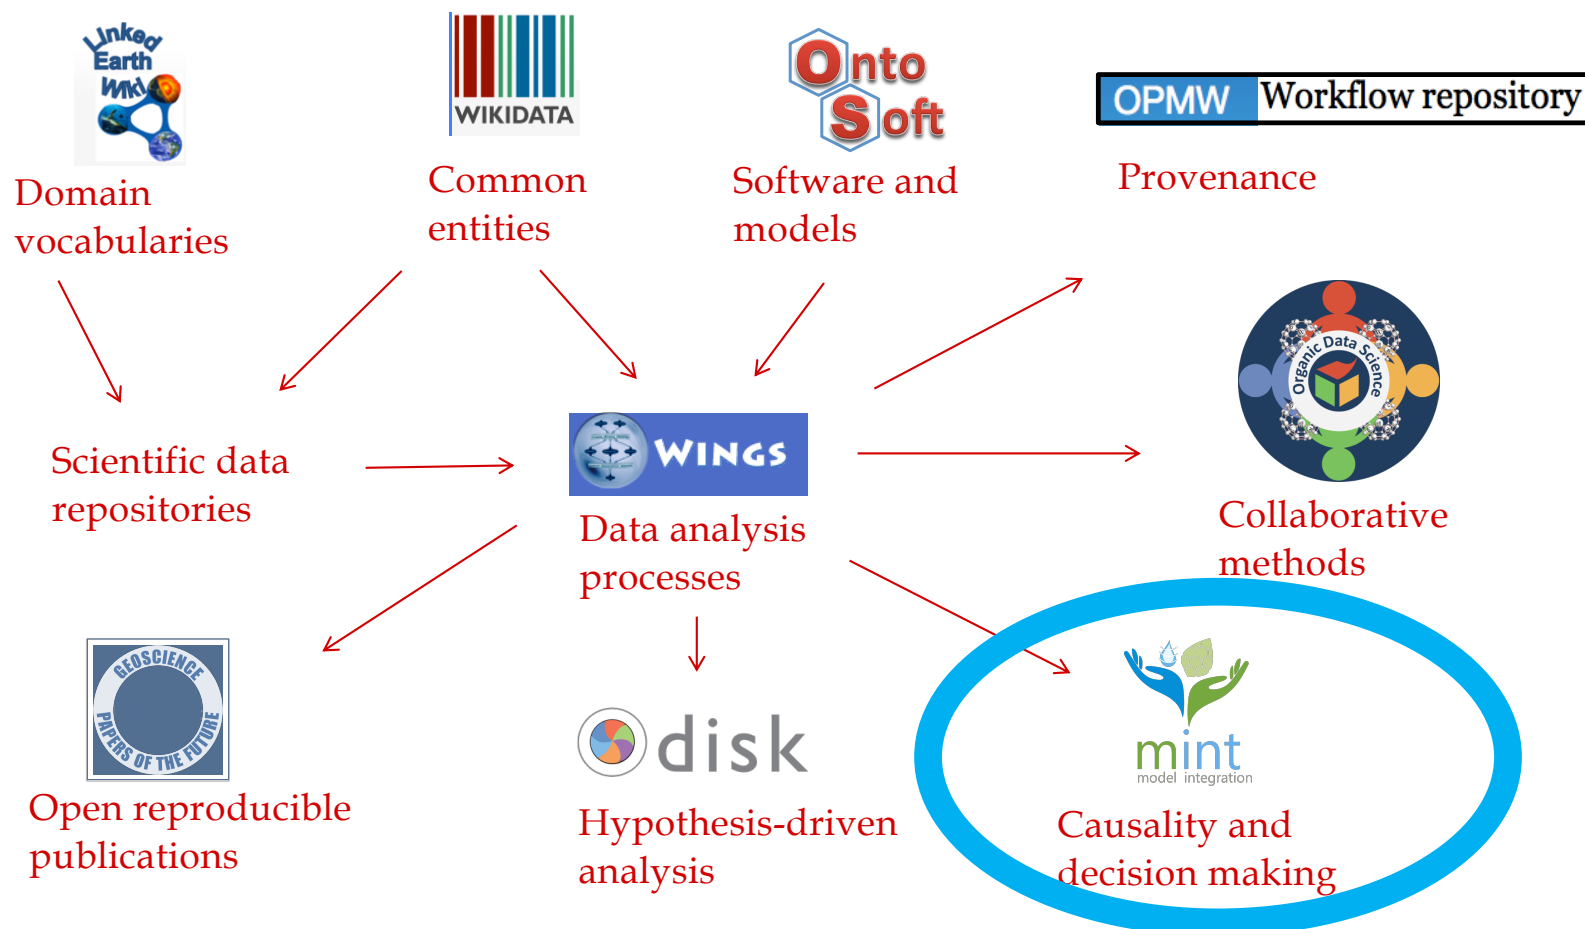 Linked
Earth
Wiki
WIKIDATA
Onto
Soft
OPMW Workflow repository
Domain
vocabularies
Common
entities
Software and
models
Provenance
Organic Data Science
Scientific data
repositories
WINGS
Data analysis
processes
Collaborative
methods
GEOSCIENCE
PAPERS OF THE FUTURE
Open reproducible
publications
disk
Hypothesis-driven
analysis
mint
model integration
Causality and
decision making